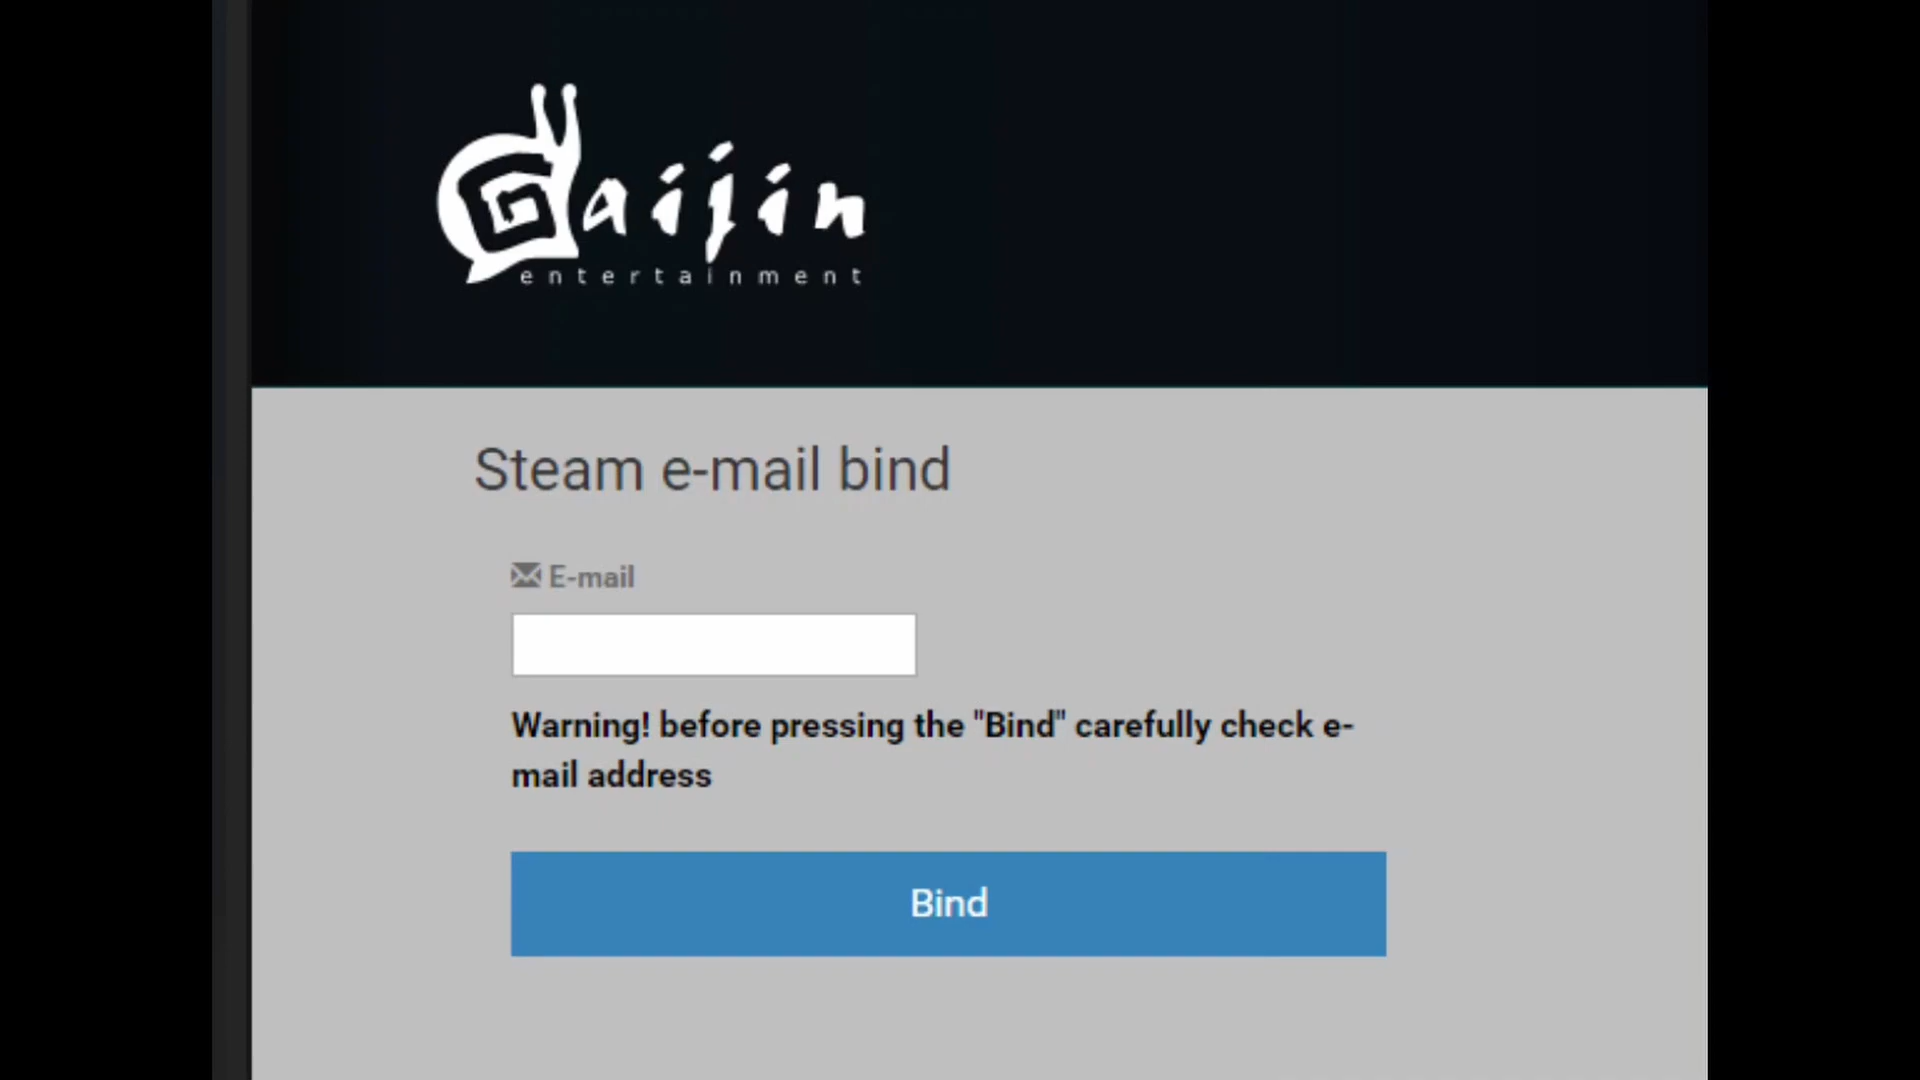 Gaijin
entertainment
Steam e-mail bind
E-mail
Warning! before pressing the "Bind" carefully check e-
mail address
Bind